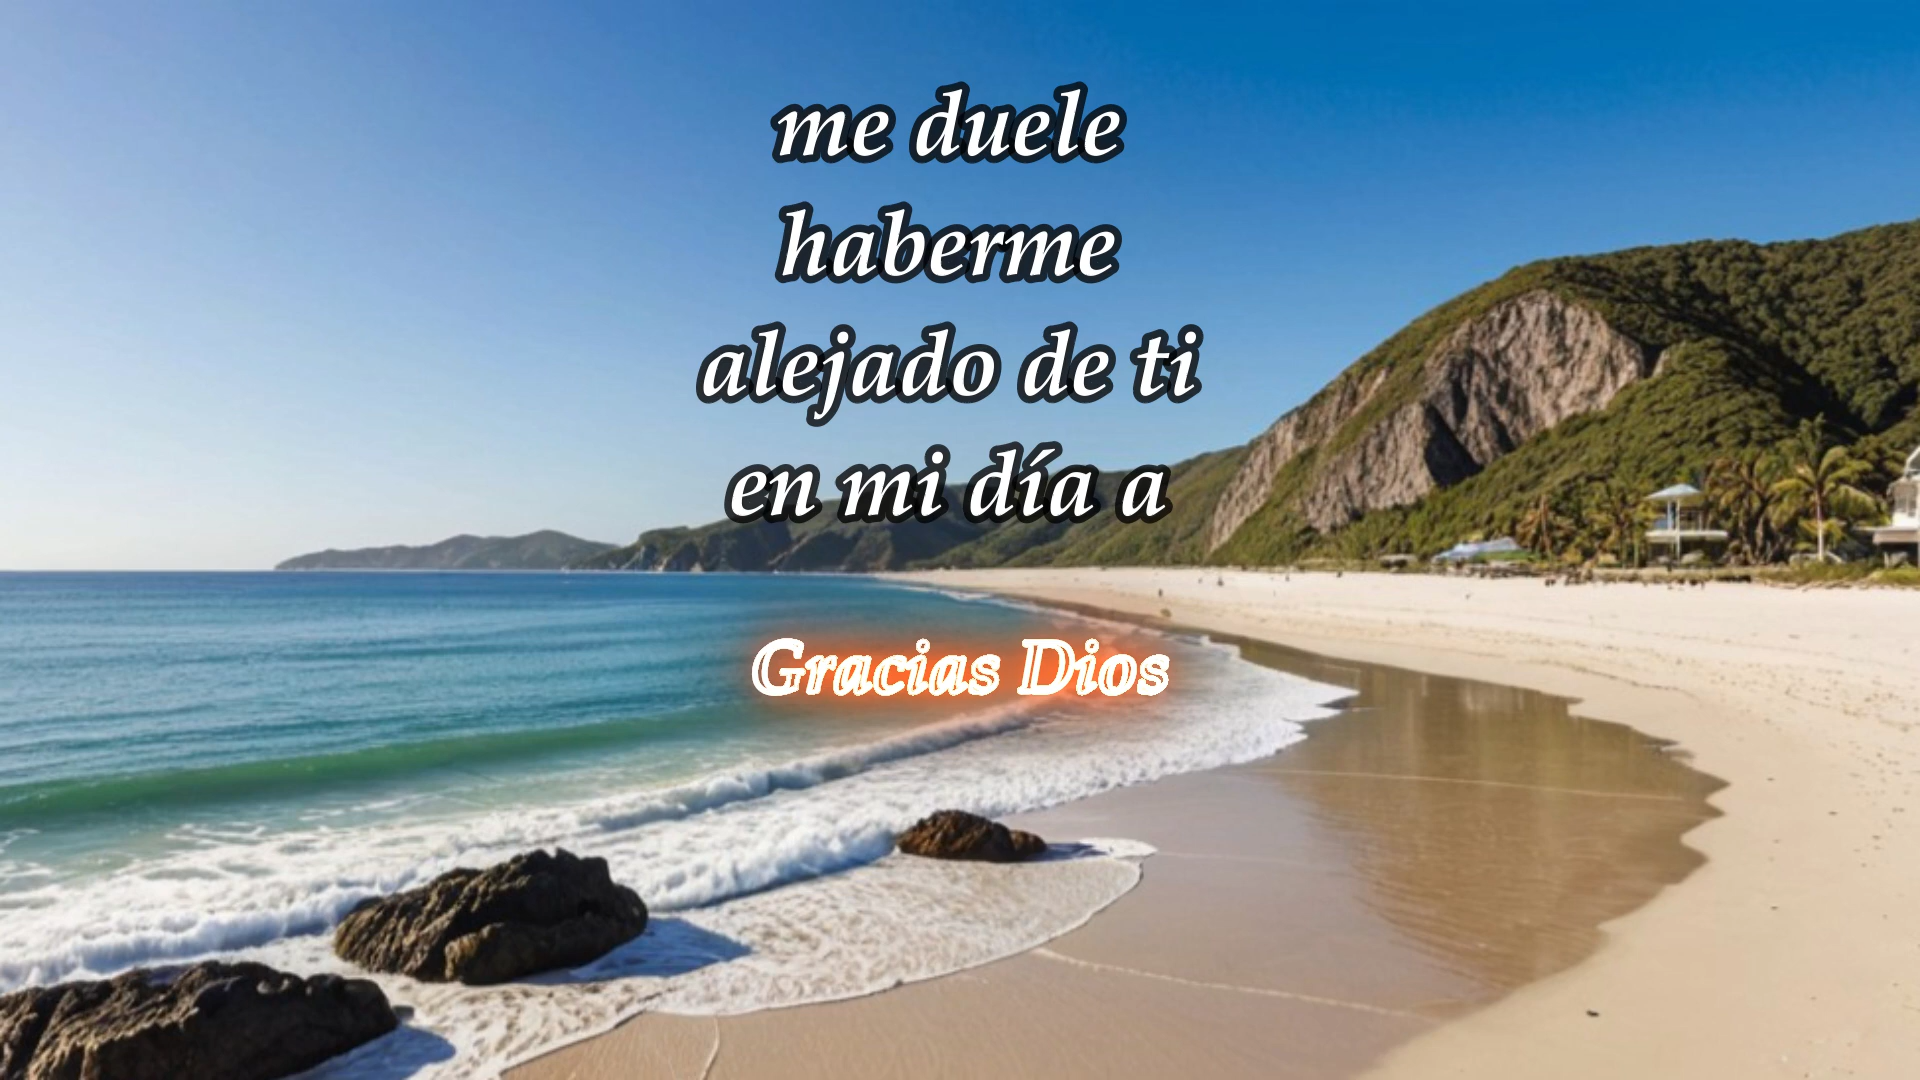 me duele
haberme
alejado de ti
en mi día a
Gracias Dios